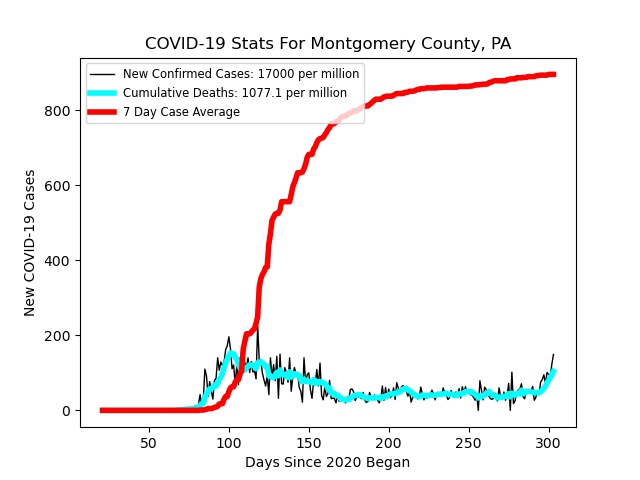 COVID-19 Stats For Montgomery County, PA
New Confirmed Cases: 17000 per million
Cumulative Deaths: 1077.1 per million
7 Day Case Average
New COVID-19 Cases
800
600
400
200
0
50 100 150 200 250 300
Days Since 2020 Began